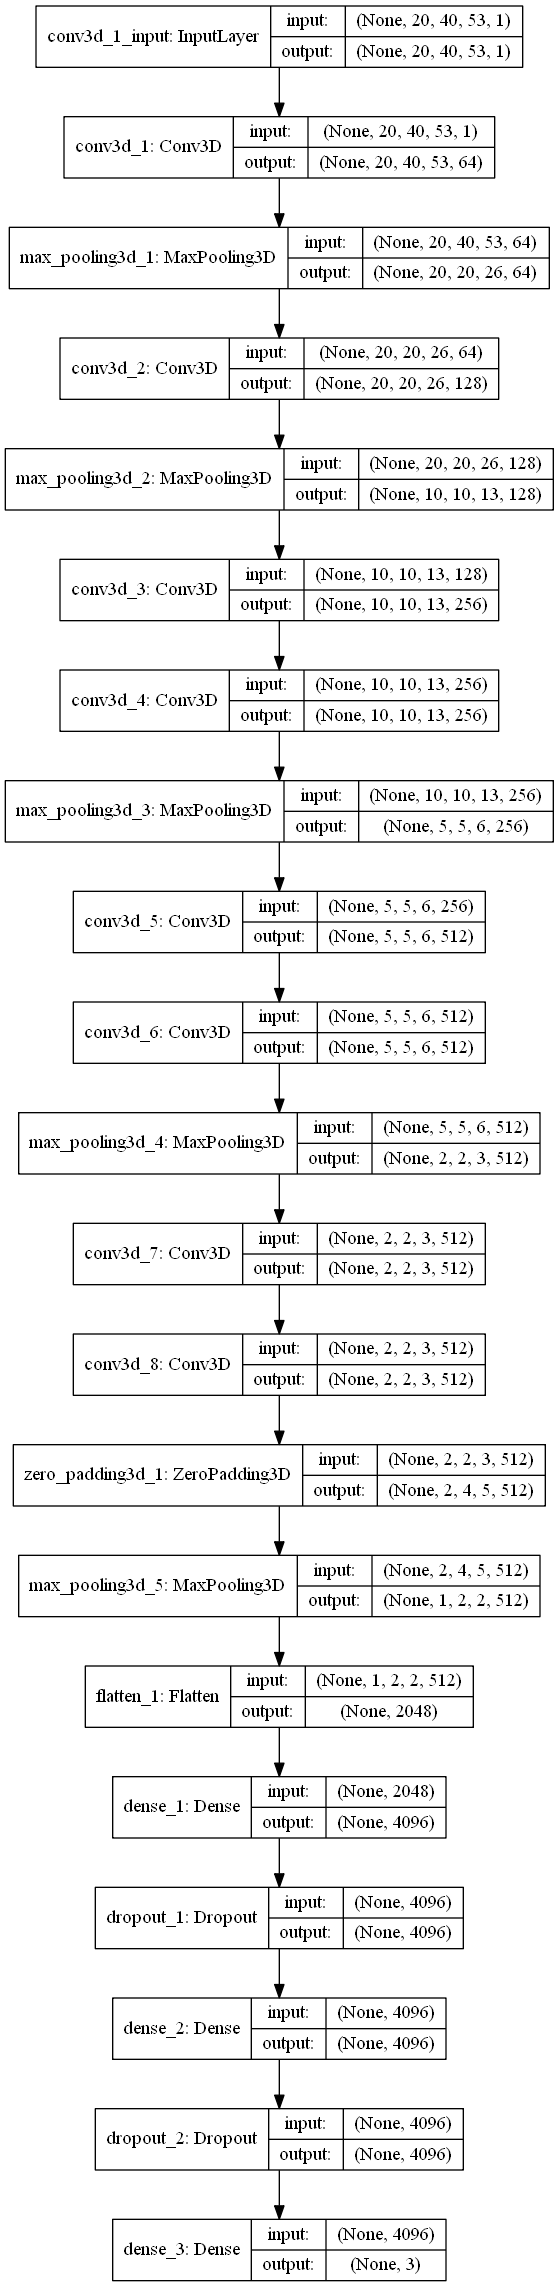 conv3d_1_input: InputLayer
input: (None, 20, 40, 53, 1)
output: (None, 20, 40, 53, 1)
conv3d_1: Conv3D
input: (None, 20, 40, 53, 1)
output: (None, 20, 40, 53, 64)
max_pooling3d_1: MaxPooling3D
input: (None, 20, 40, 53, 64)
output: (None, 20, 20, 26, 64)
conv3d_2: Conv3D
input: (None, 20, 20, 26, 64)
output: (None, 20, 20, 26, 128)
max_pooling3d_2: MaxPooling3D
input: (None, 20, 20, 26, 128)
output: (None, 10, 10, 13, 128)
conv3d_3: Conv3D
input: (None, 10, 10, 13, 128)
output: (None, 10, 10, 13, 256)
conv3d_4: Conv3D
input: (None, 10, 10, 13, 256)
output: (None, 10, 10, 13, 256)
max_pooling3d_3: MaxPooling3D
input: (None, 10, 10, 13, 256)
output: (None, 5, 5, 6, 256)
conv3d_5: Conv3D
input: (None, 5, 5, 6, 256)
output: (None, 5, 5, 6, 512)
conv3d_6: Conv3D
input: (None, 5, 5, 6, 512)
output: (None, 5, 5, 6, 512)
max_pooling3d_4: MaxPooling3D
input: (None, 5, 5, 6, 512)
output: (None, 2, 2, 3, 512)
conv3d_7: Conv3D
input: (None, 2, 2, 3, 512)
output: (None, 2, 2, 3, 512)
conv3d_8: Conv3D
input: (None, 2, 2, 3, 512)
output: (None, 2, 2, 3, 512)
zero_padding3d_1: ZeroPadding3D
input: (None, 2, 2, 3, 512)
output: (None, 2, 4, 5, 512)
max_pooling3d_5: MaxPooling3D
input: (None, 2, 4, 5, 512)
output: (None, 1, 2, 2, 512)
flatten_1: Flatten
input: (None, 1, 2, 2, 512)
output: (None, 2048)
dense_1: Dense
input: (None, 2048)
output: (None, 4096)
dropout_1: Dropout
input: (None, 4096)
output: (None, 4096)
dense_2: Dense
input: (None, 4096)
output: (None, 4096)
dropout_2: Dropout
input: (None, 4096)
output: (None, 4096)
dense_3: Dense
input: (None, 4096)
output: (None, 3)